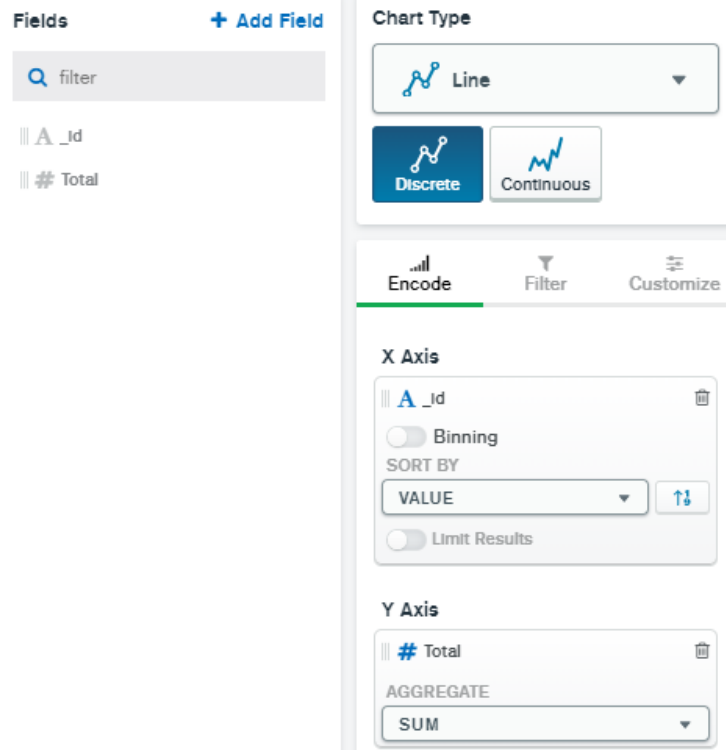 Fields
+ Add Field
filter
A _id
# Total
Chart Type
Line
Discrete
Continuous
Encode
Filter
Customize
X Axis
A _id
Binning
SORT BY
VALUE
Limit Results
Y Axis
# Total
AGGREGATE
SUM